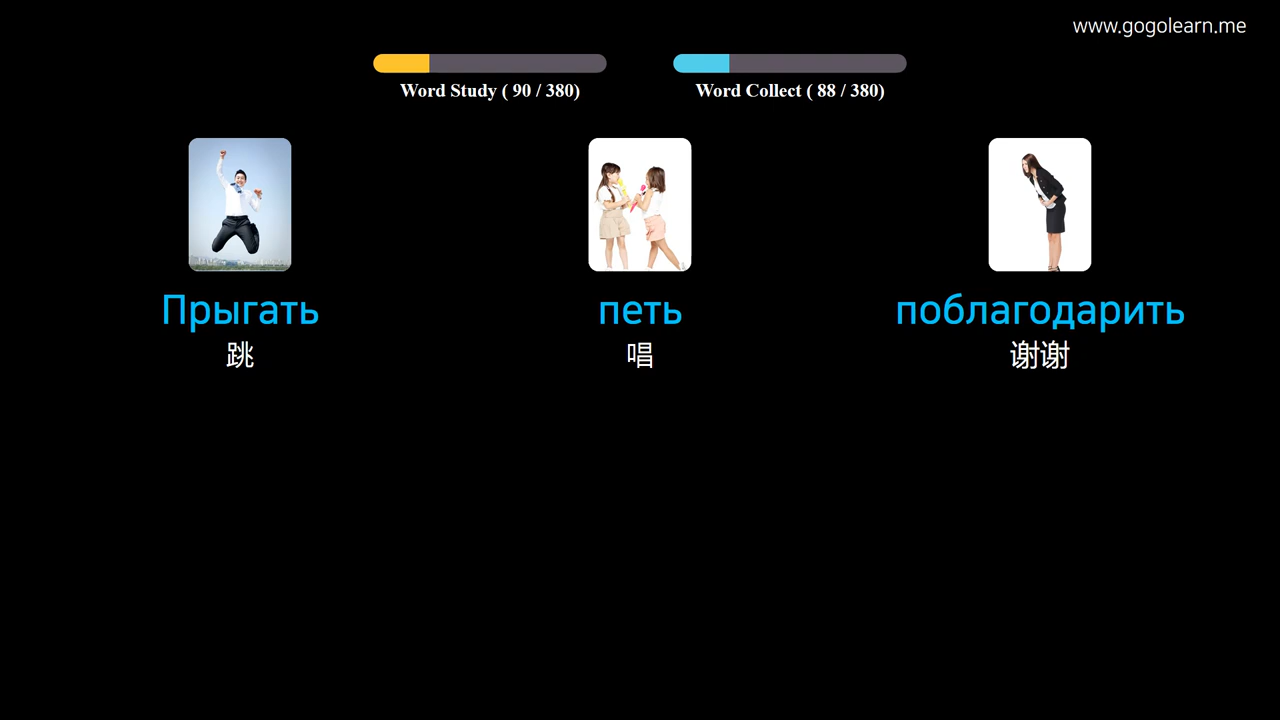 www.gogolearn.me
Word Study ( 90 / 380)
Word Collect ( 88 / 380)
Прыгать
петь
поблагодарить
跳
唱
谢谢